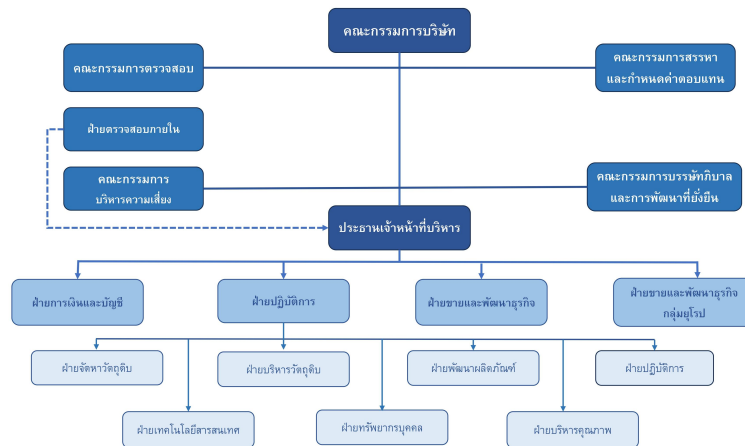 คณะกรรมการบริษัท
คณะกรรมการตรวจสอบ
คณะกรรมการสรรหา
และกำหนดค่าตอบแทน
ฝ่ายตรวจสอบภายใน
คณะกรรมการ
บริหารความเสี่ยง
คณะกรรมการบรรษัทภิบาล
และการพัฒนาที่ยั่งยืน
ประธานเจ้าหน้าที่บริหาร
ฝ่ายการเงินและบัญชี
ฝ่ายปฏิบัติการ
ฝ่ายขายและพัฒนาธุรกิจ
ฝ่ายขายและพัฒนาธุรกิจ
กลุ่มยุโรป
ฝ่ายจัดหาวัตถุดิบ
ฝ่ายบริหารวัตถุดิบ
ฝ่ายพัฒนาผลิตภัณฑ์
ฝ่ายปฏิบัติการ
ฝ่ายเทคโนโลยีสารสนเทศ
ฝ่ายทรัพยากรบุคคล
ฝ่ายบริหารคุณภาพ